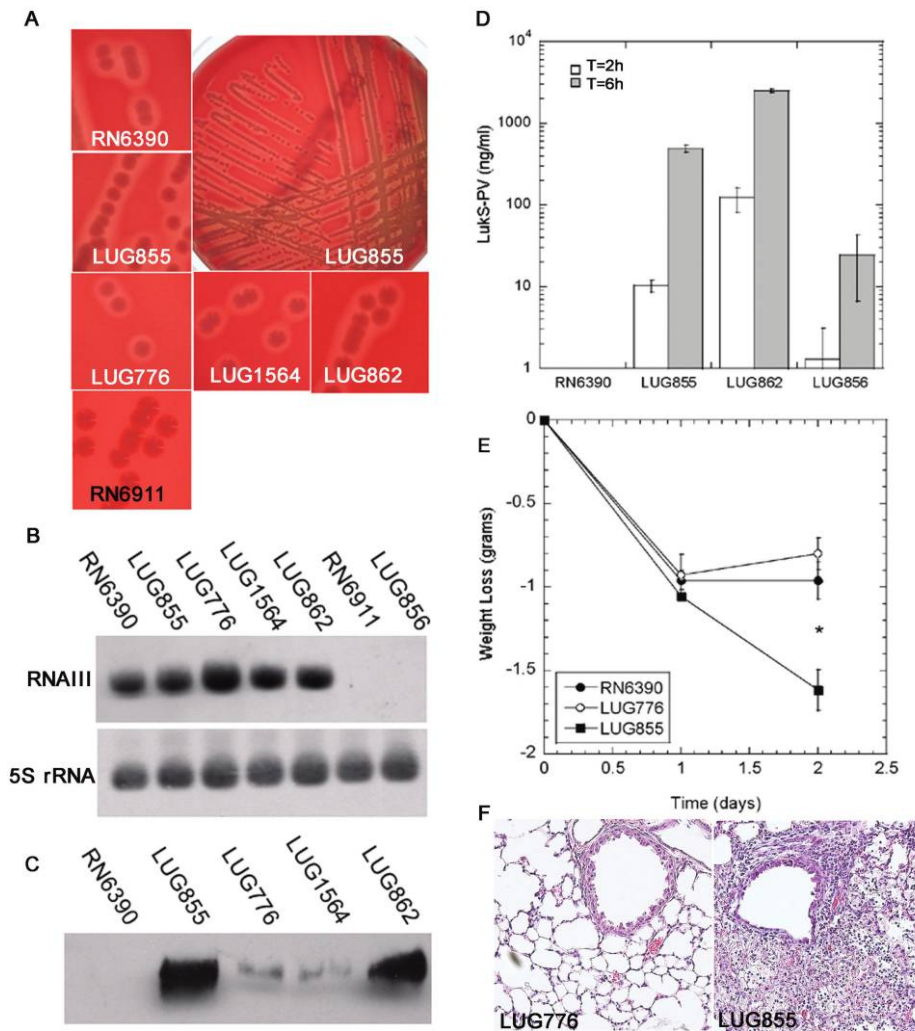 A
RN6390
LUG855
LUG855
LUG776
LUG1564
LUG862
RN6911
B
RN6390
LUG855
LUG776
LUG1564
LUG862
RN6911
LUG856
RNAIII
5S rRNA
C
RN6390
LUG855
LUG776
LUG1564
LUG862
D
10⁴
1000
100
10
1
LukS-PV (ng/ml)
T=2h
T=6h
RN6390 LUG855 LUG862 LUG856
E
0
-0.5
-1
-1.5
-2
Weight Loss (grams)
*
RN6390
LUG776
LUG855
0 0.5 1 1.5 2 2.5
Time (days)
F
LUG776
LUG855